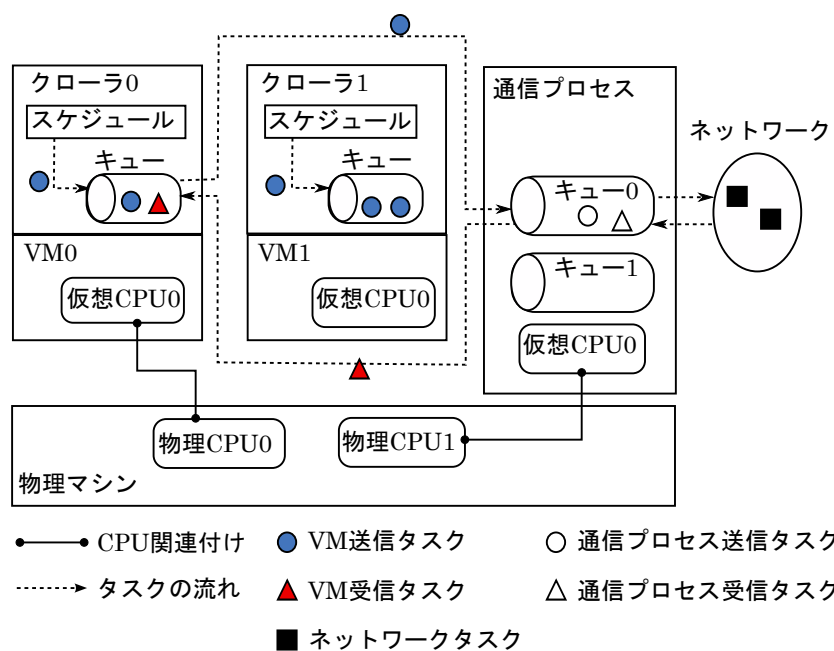 クローラ0
スケジュール
キュー
VM0
仮想CPU0
クローラ1
スケジュール
キュー
VM1
仮想CPU0
通信プロセス
キュー0
キュー1
仮想CPU0
ネットワーク
物理CPU0
物理CPU1
物理マシン
CPU関連付け
VM送信タスク
通信プロセス送信タスク
タスクの流れ
VM受信タスク
通信プロセス受信タスク
ネットワークタスク